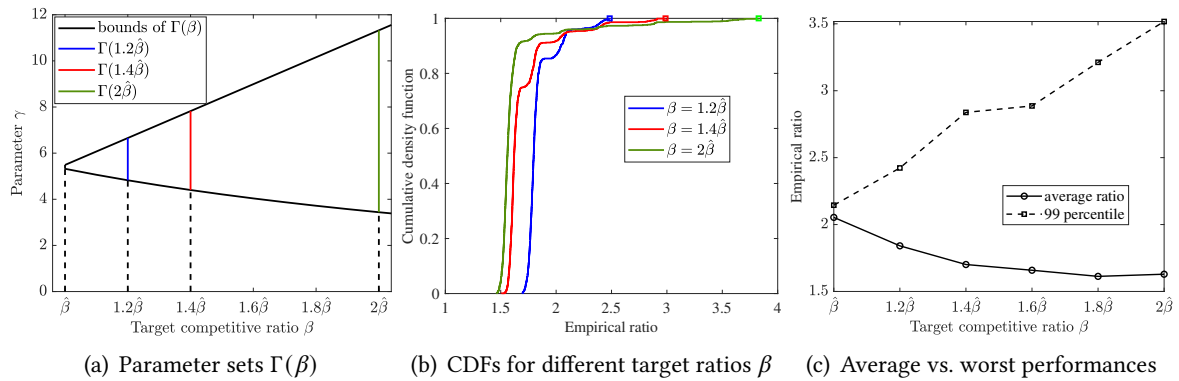 12
10
8
6
4
2
0
Parameter γ
bounds of Γ(β)
Γ(1.2β̂)
Γ(1.4β̂)
Γ(2β̂)
β̂ 1.2β̂ 1.4β̂ 1.6β̂ 1.8β̂ 2β̂
Target competitive ratio β
(a) Parameter sets Γ(β)
1
0.8
0.6
0.4
0.2
0
Cumulative density function
β = 1.2β̂
β = 1.4β̂
β = 2β̂
1 1.5 2 2.5 3 3.5 4
Empirical ratio
(b) CDFs for different target ratios β
3.5
3
2.5
2
1.5
Empirical ratio
average ratio
99 percentile
β̂ 1.2β̂ 1.4β̂ 1.6β̂ 1.8β̂ 2β̂
Target competitive ratio β
(c) Average vs. worst performances